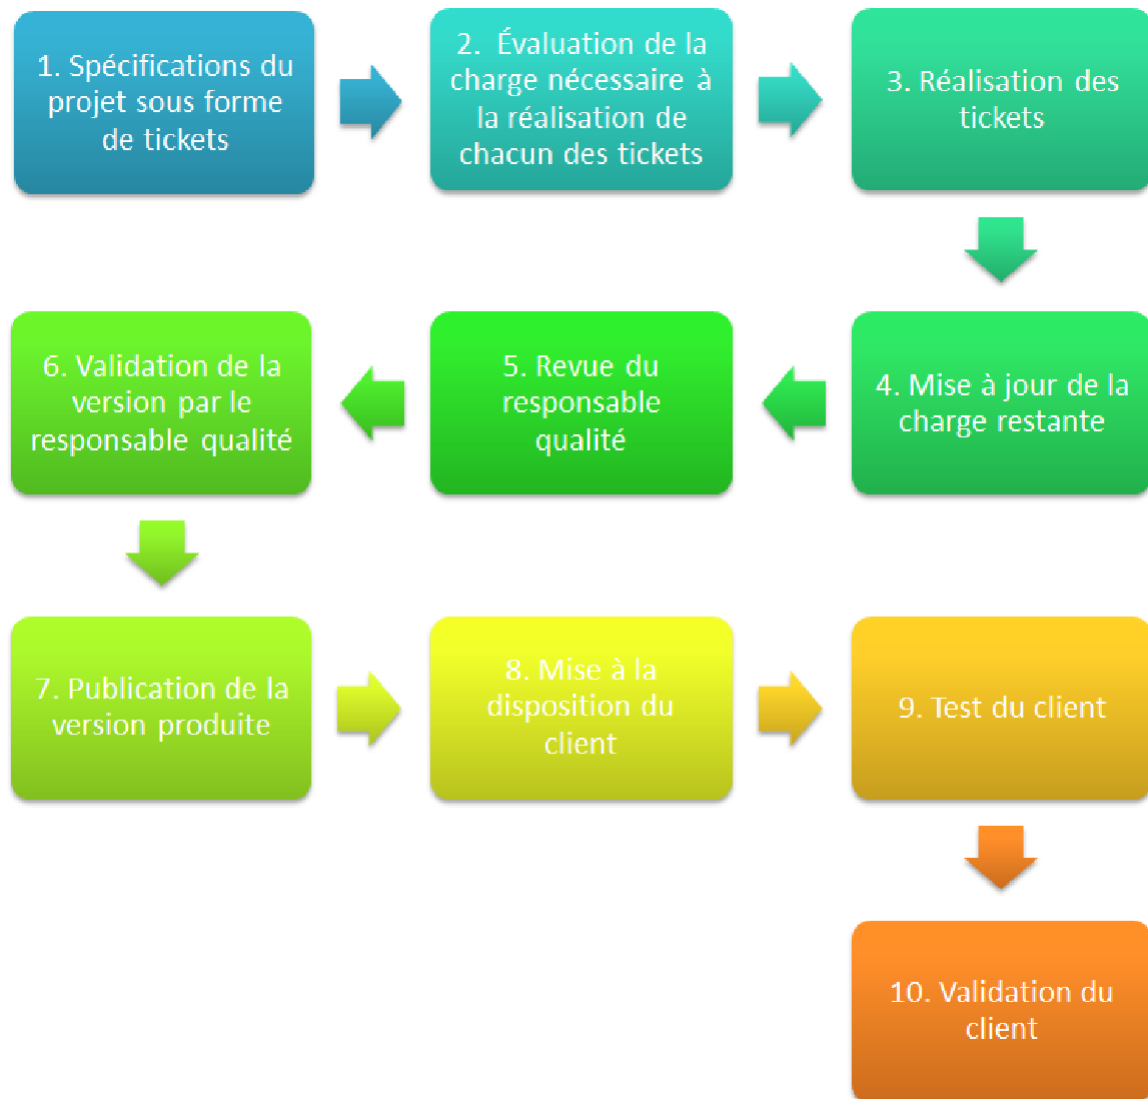 1. Spécifications du
projet sous forme
de tickets
2. Évaluation de la
charge nécessaire à
la réalisation de
chacun des tickets
3. Réalisation des
tickets
4. Mise à jour de la
charge restante
5. Revue du
responsable
qualité
6. Validation de la
version par le
responsable qualité
7. Publication de la
version produite
8. Mise à la
disposition du
client
9. Test du client
10. Validation du
client